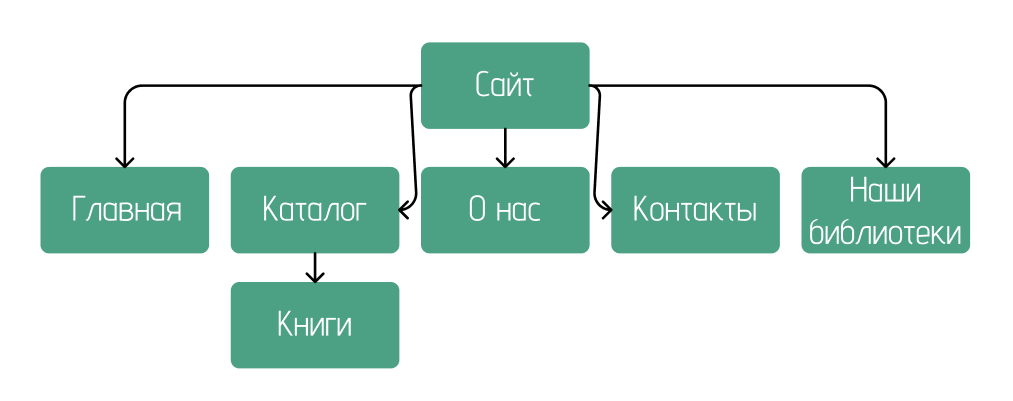 Сайт
Главная
Каталог
О нас
Контакты
Наши
библиотеки
Книги